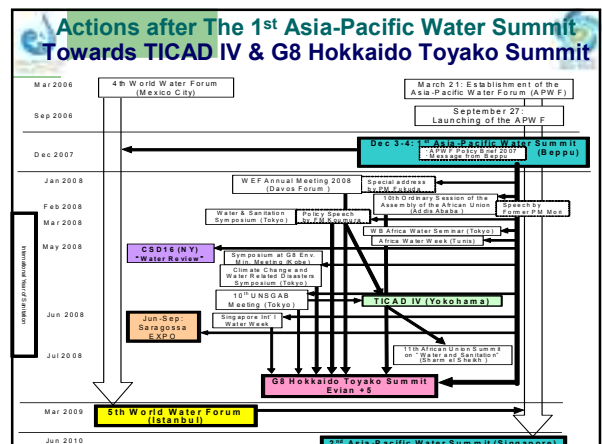 Actions after The 1st Asia-Pacific Water Summit
Towards TICAD IV & G8 Hokkaido Toyako Summit
Mar 2006
4th World Water Forum
(Mexico City)
March 21: Establishment of the
Asia-Pacific Water Forum (APWF)
Sep 2006
September 27:
Launching of the APWF
Dec 2007
Dec 3-4: 1st Asia-Pacific Water Summit
(Beppu)
・APWF Policy Brief 2007
・Message from Beppu
Jan 2008
WEF Annual Meeting 2008
(Davos Forum)
Special address
by PM Fukuda
Feb 2008
10th Ordinary Session of the
Assembly of the African Union
(Addis Ababa)
Speech by
Former PM Mori
Mar 2008
Water & Sanitation
Symposium (Tokyo)
Policy Speech
by FM Koumura
WB Africa Water Seminar (Tokyo)
Africa Water Week (Tunis)
May 2008
CSD16 (NY)
"Water Review"
Symposium at G8 Env.
Min. Meeting (Kobe)
Climate Change and
Water Related Disasters
Symposium (Tokyo)
International Year of Sanitation
10th UNSGAB
Meeting (Tokyo)
TICAD IV (Yokohama)
Jun 2008
Jun-Sep:
Saragossa
EXPO
Singapore Int'l
Water Week
11th African Union Summit
on "Water and Sanitation"
(Sharm el Sheikh)
Jul 2008
G8 Hokkaido Toyako Summit
Evian +5
Mar 2009
5th World Water Forum
(Istanbul)
Jun 2010
2nd Asia-Pacific Water Summit (Singapore)